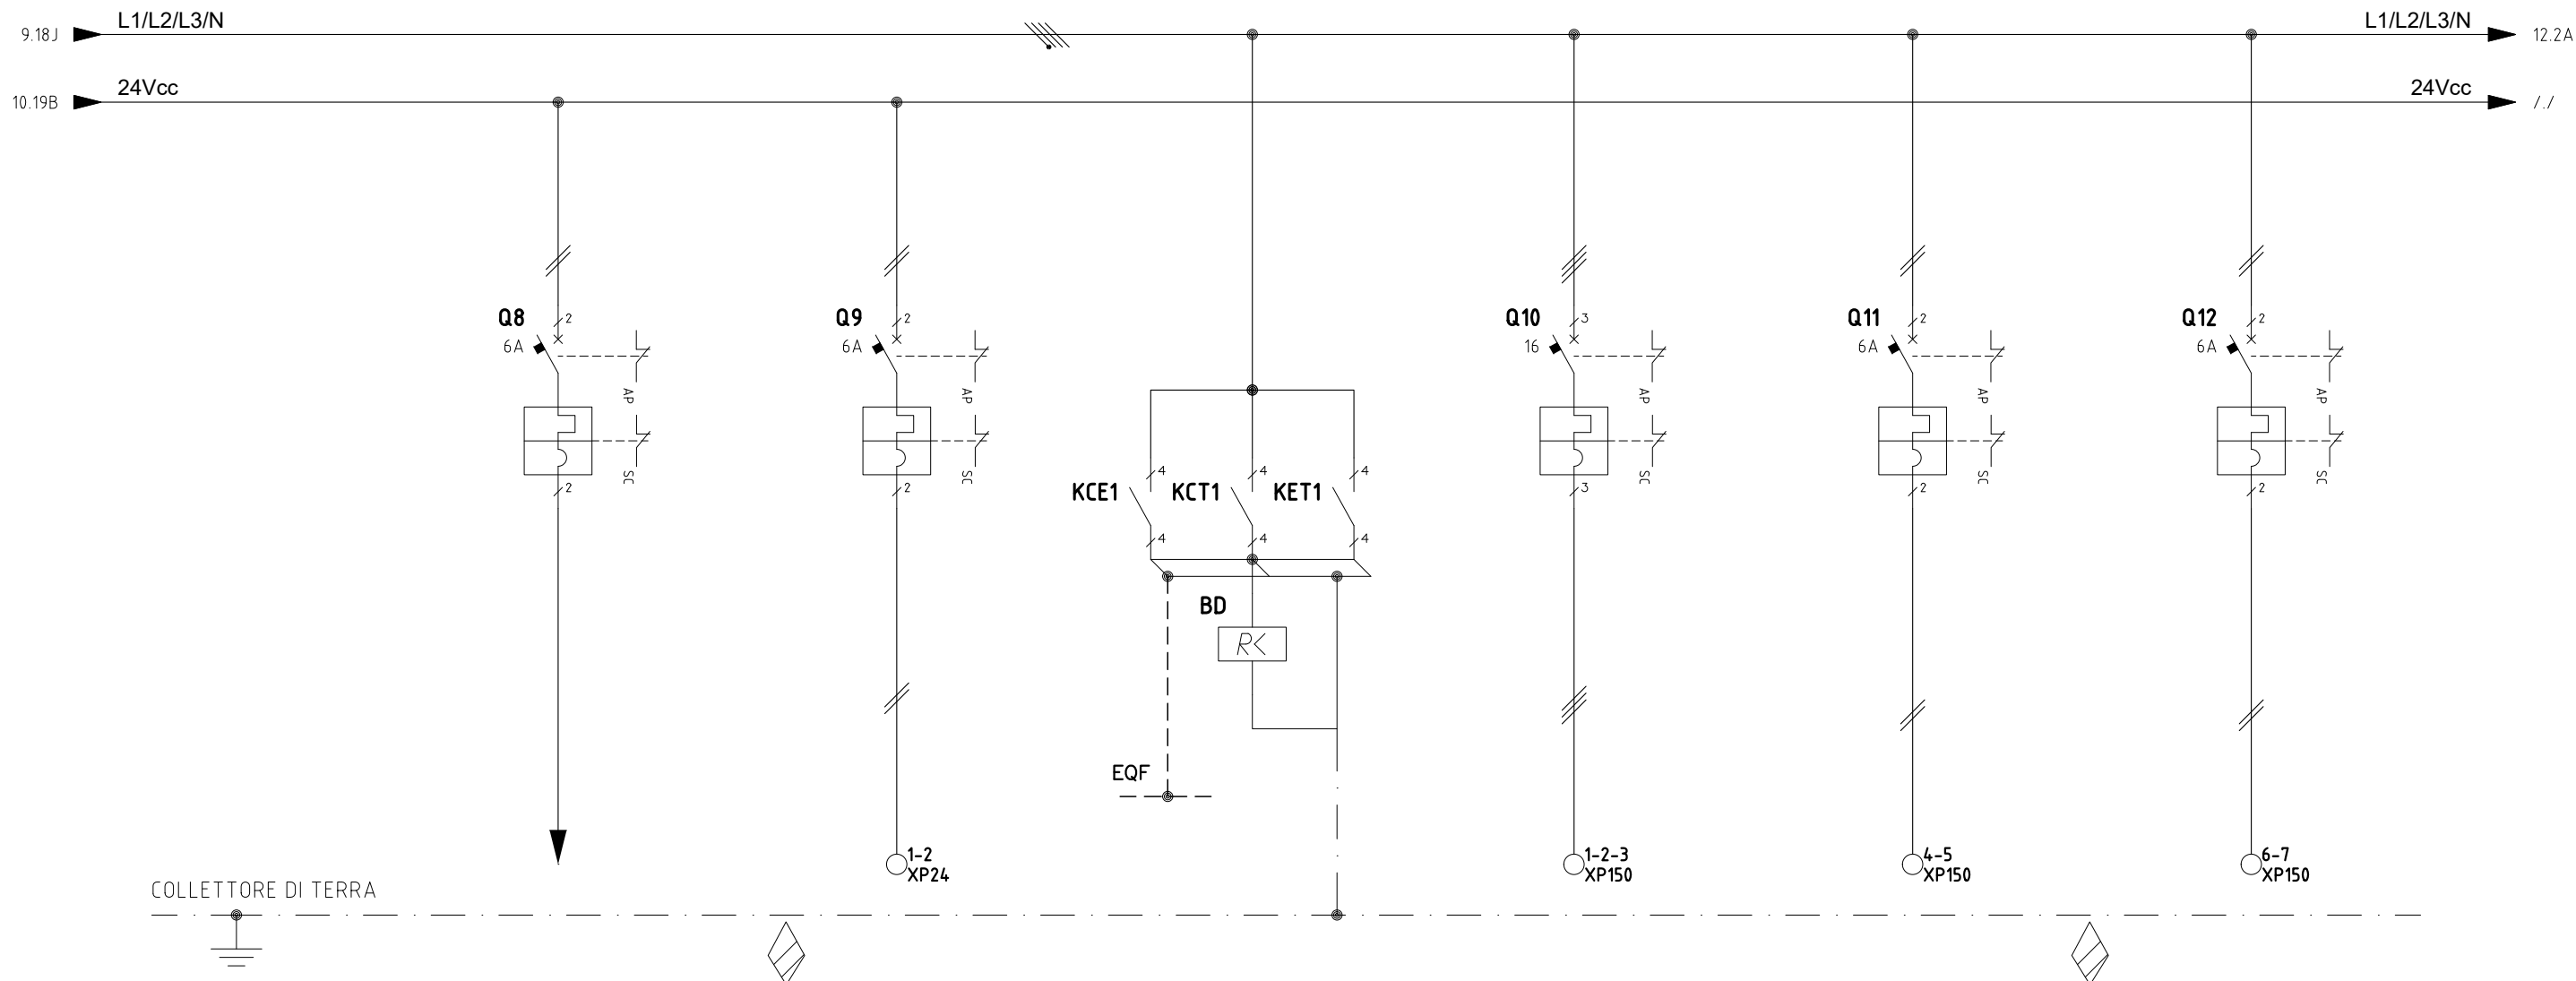 9.18J L1/L2/L3/N L1/L2/L3/N 12.2A
10.19B 24Vcc 24Vcc /./
Q8 2 Q9 2 Q10 3 Q11 2 Q12 2
6A 6A 16 6A 6A
AP AP AP AP AP
SC SC SC SC SC
2 2 3 2 2
4 4 4
KCE1 KCT1 KET1
4 4 4
BD
R<
EQF
1-2 1-2-3 4-5 6-7
XP24 XP150 XP150 XP150
COLLETTORE DI TERRA